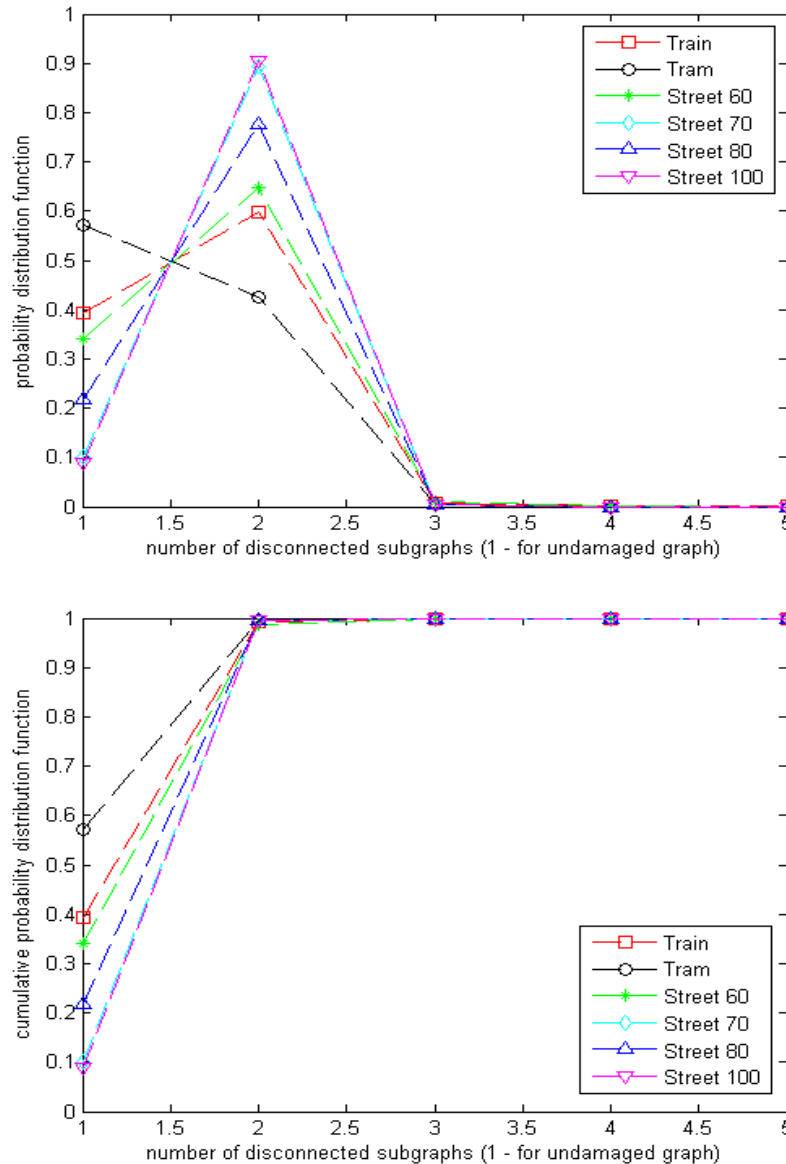 1
0.9
0.8
0.7
0.6
0.5
0.4
0.3
0.2
0.1
0
probability distribution function
Train
Tram
Street 60
Street 70
Street 80
Street 100
1 1.5 2 2.5 3 3.5 4 4.5 5
number of disconnected subgraphs (1 - for undamaged graph)
1
0.9
0.8
0.7
0.6
0.5
0.4
0.3
0.2
0.1
0
cumulative probability distribution function
Train
Tram
Street 60
Street 70
Street 80
Street 100
1 1.5 2 2.5 3 3.5 4 4.5 5
number of disconnected subgraphs (1 - for undamaged graph)